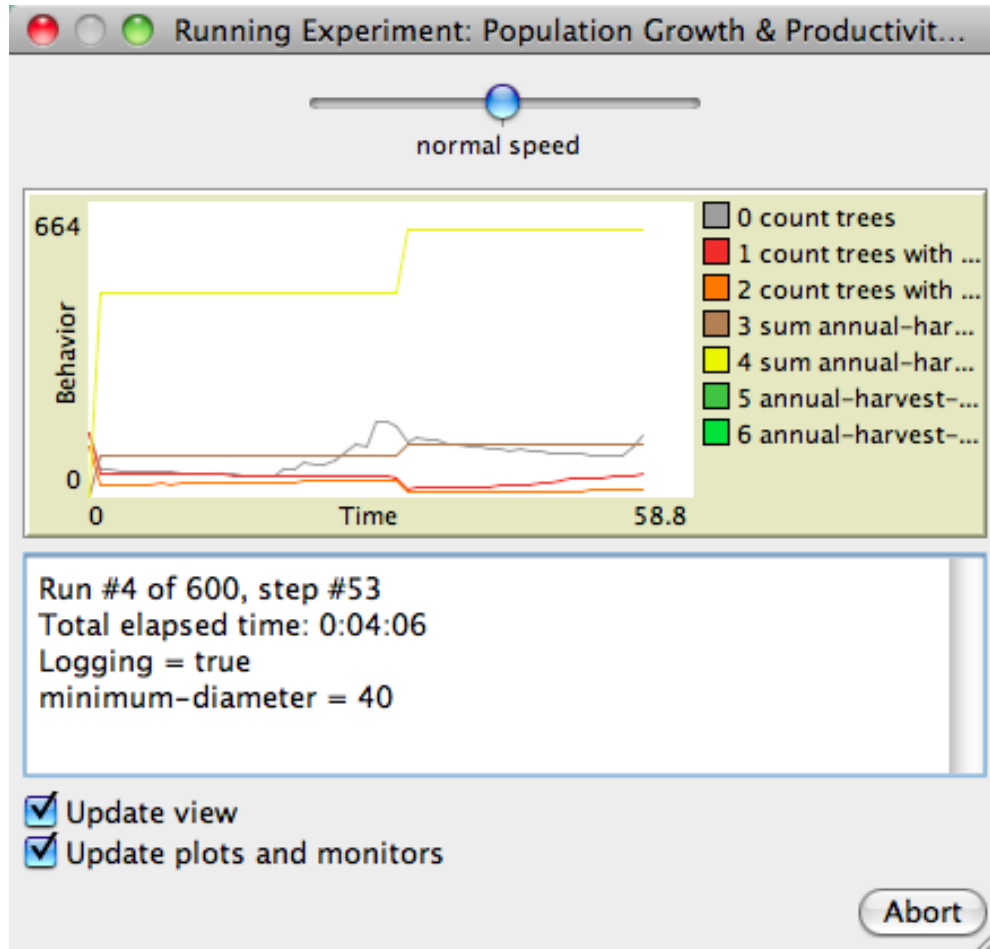 Running Experiment: Population Growth & Productivit...
normal speed
664
Behavior
0
0
Time
58.8
0 count trees
1 count trees with ...
2 count trees with ...
3 sum annual-har...
4 sum annual-har...
5 annual-harvest-...
6 annual-harvest-...
Run #4 of 600, step #53
Total elapsed time: 0:04:06
Logging = true
minimum-diameter = 40
Update view
Update plots and monitors
Abort